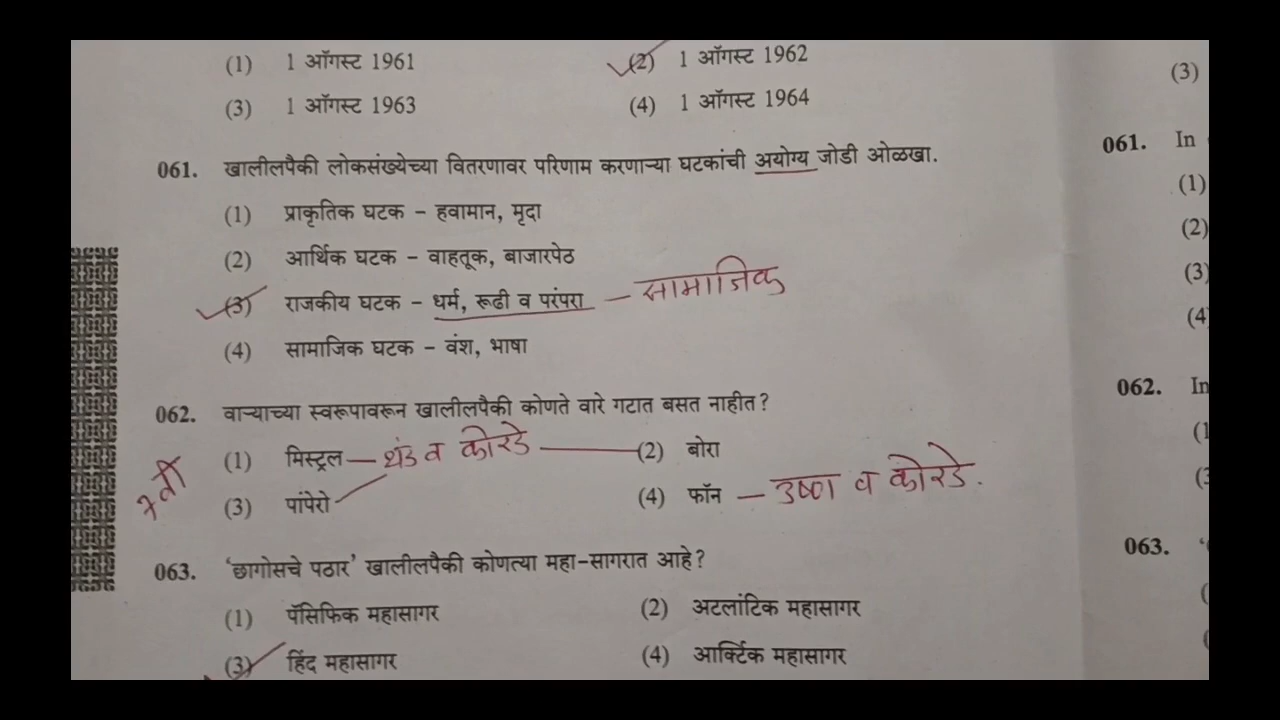 (1) 1 ऑगस्ट 1961 (2) 1 ऑगस्ट 1962
(3) 1 ऑगस्ट 1963 (4) 1 ऑगस्ट 1964
061. खालीलपैकी लोकसंख्येच्या वितरणावर परिणाम करणाऱ्या घटकांची अयोग्य जोडी ओळखा.
(1) प्राकृतिक घटक – हवामान, मृदा
(2) आर्थिक घटक – वाहतूक, बाजारपेठ
(3) राजकीय घटक – धर्म, रूढी व परंपरा – सामाजिक
(4) सामाजिक घटक – वंश, भाषा
062. वाऱ्याच्या स्वरूपावरून खालीलपैकी कोणते वारे गटात बसत नाहीत?
(1) मिस्ट्रल – थंड व कोरडे (2) बोरा
(3) पांपेरो (4) फॉन – उष्ण व कोरडे.
063. ‘छागोसचे पठार’ खालीलपैकी कोणत्या महा-सागरात आहे?
(1) पॅसिफिक महासागर (2) अटलांटिक महासागर
(3) हिंद महासागर (4) आर्क्टिक महासागर
(3)
061. In
(1)
(2)
(3)
(4
062. In
(1
(3
063.